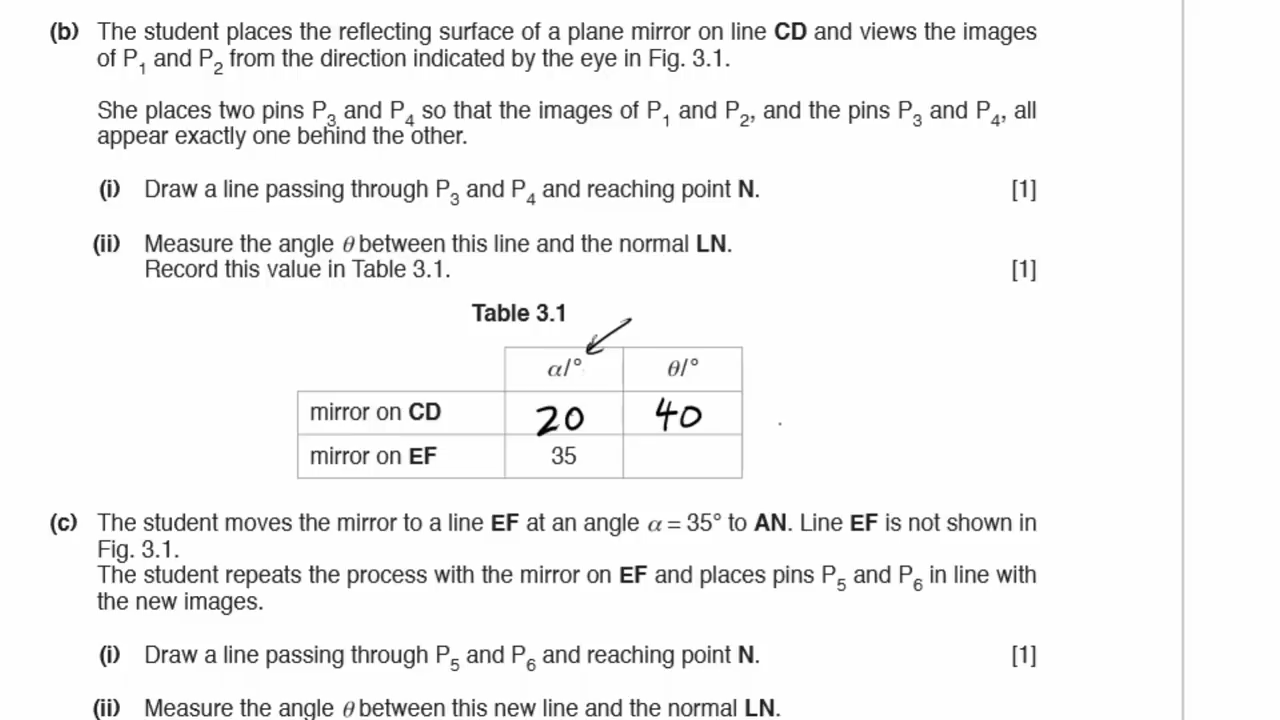 (b) The student places the reflecting surface of a plane mirror on line CD and views the images
of P1 and P2 from the direction indicated by the eye in Fig. 3.1.
She places two pins P3 and P4 so that the images of P1 and P2, and the pins P3 and P4, all
appear exactly one behind the other.
(i) Draw a line passing through P3 and P4 and reaching point N. [1]
(ii) Measure the angle θ between this line and the normal LN.
Record this value in Table 3.1. [1]
Table 3.1
α/° θ/°
mirror on CD 20 40
mirror on EF 35
(c) The student moves the mirror to a line EF at an angle α = 35° to AN. Line EF is not shown in
Fig. 3.1.
The student repeats the process with the mirror on EF and places pins P5 and P6 in line with
the new images.
(i) Draw a line passing through P5 and P6 and reaching point N. [1]
(ii) Measure the angle θ between this new line and the normal LN.